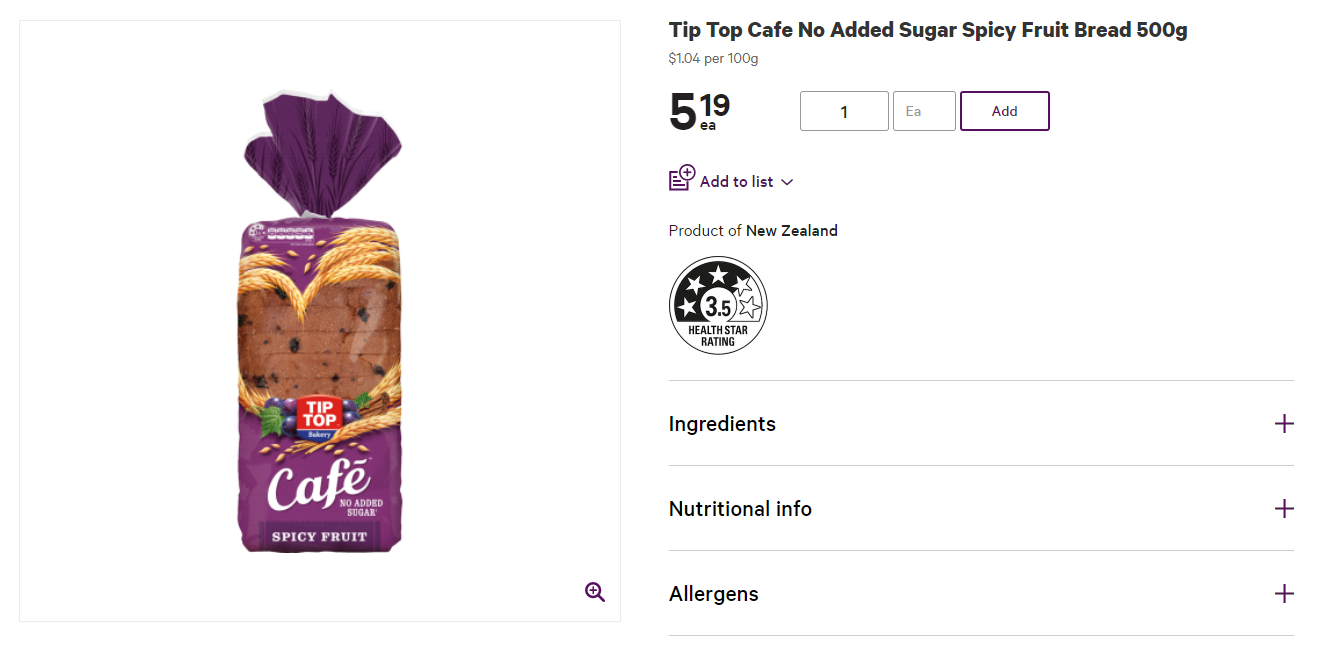 Tip Top Cafe No Added Sugar Spicy Fruit Bread 500g
$1.04 per 100g
5 19
ea
1
Ea
Add
Add to list
Product of New Zealand
3.5
HEALTH STAR
RATING
Ingredients
Nutritional info
Allergens
TIP
TOP
Bakery
Café
NO ADDED
SUGAR
SPICY FRUIT